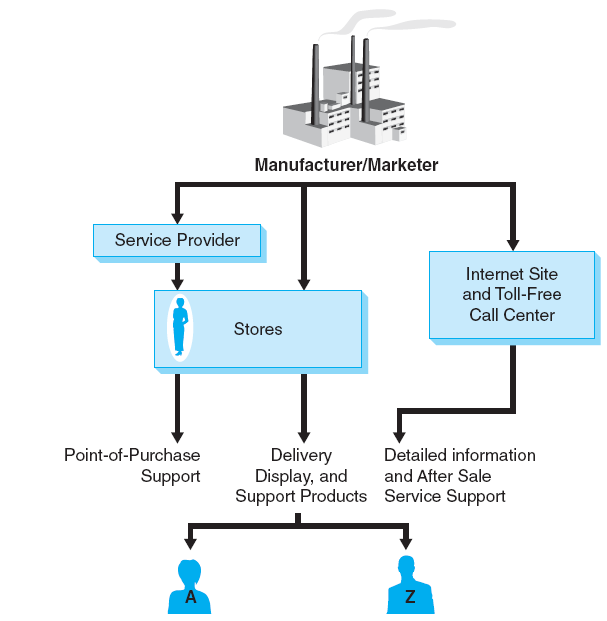 Manufacturer/Marketer
Service Provider
Internet Site
and Toll-Free
Call Center
Stores
Point-of-Purchase
Support
Delivery
Display, and
Support Products
Detailed information
and After Sale
Service Support
A
Z